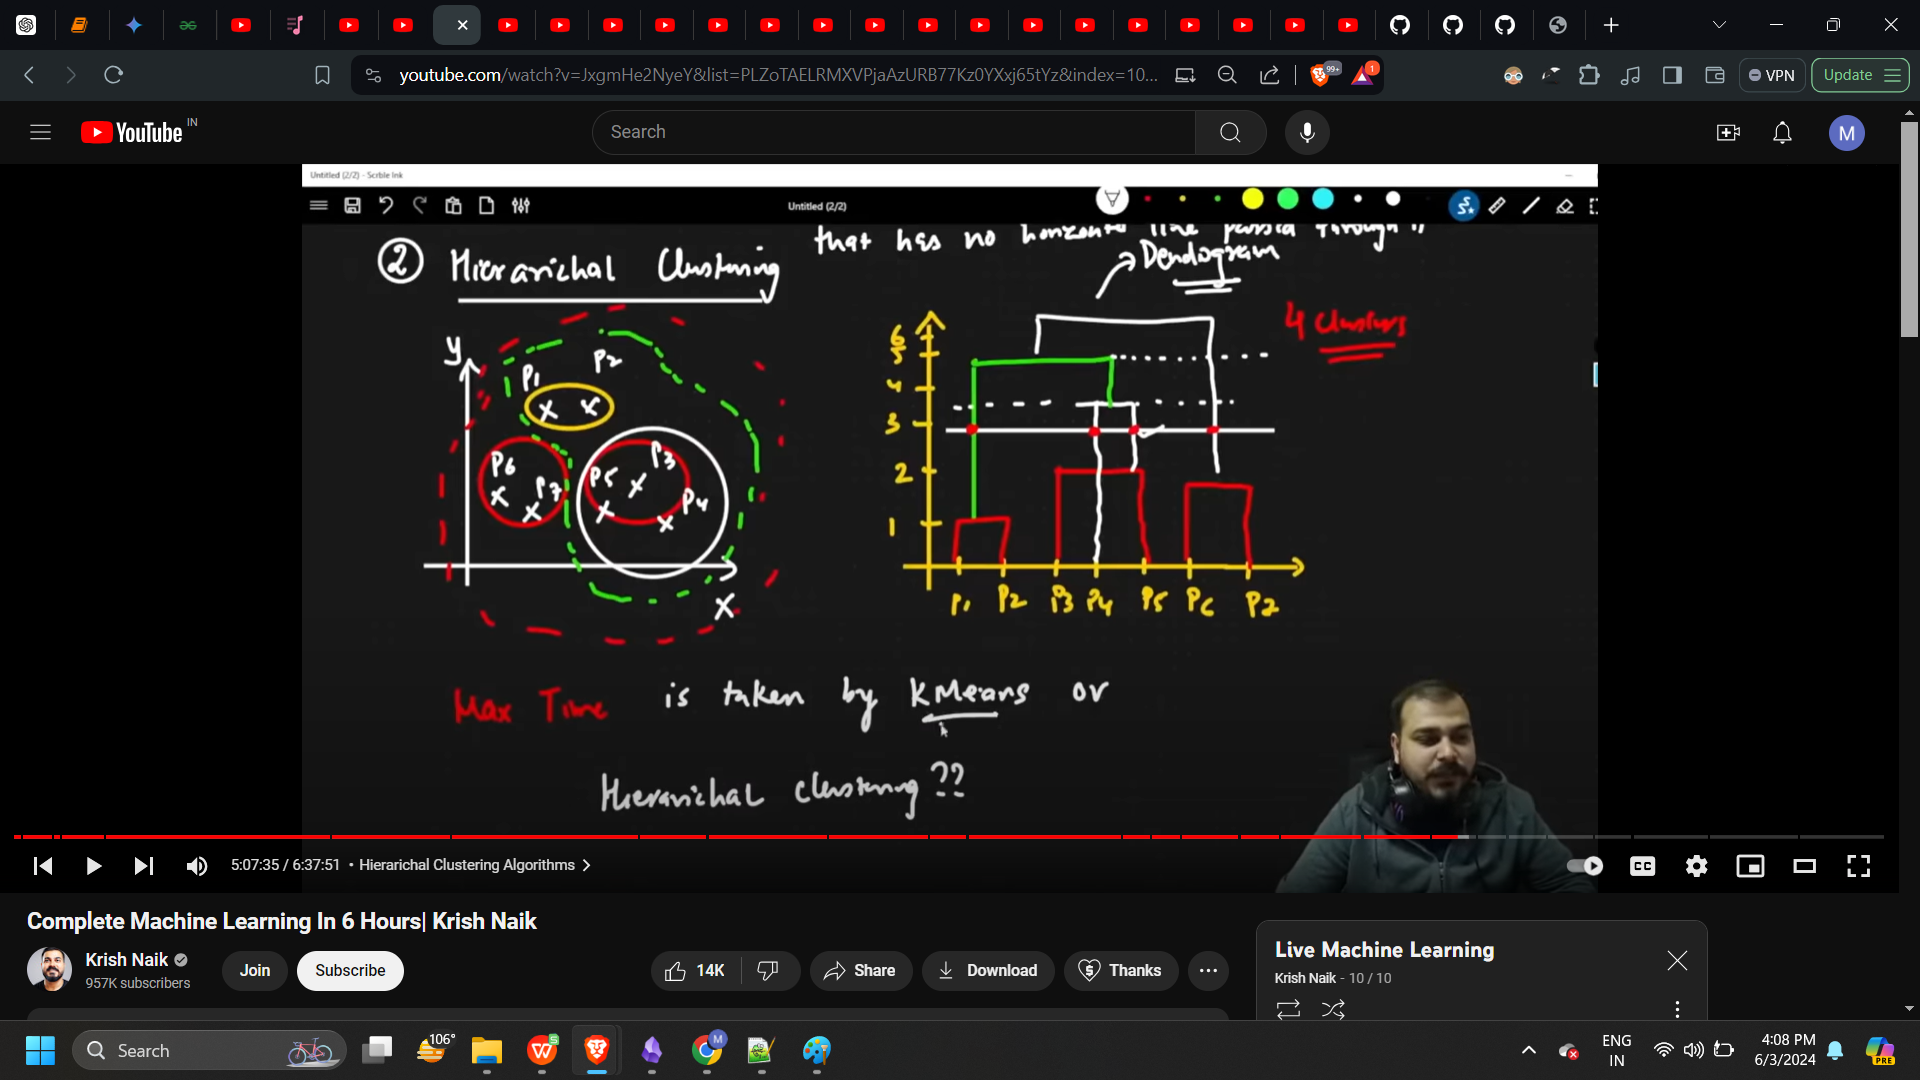 youtube.com/watch?v=JxgmHe2NyeY&list=PLZoTAELRMXVPjaAzURB77Kz0YXxj65tYz&index=10...
99+
1
VPN
Update
YouTube
IN
Search
M
Untitled (2/2) - Scrble Ink
Untitled (2/2)
that has no
② Hierarichal Clustering
Dendogram
4 clusters
6
5
4
3
2
1
y
P1
P2
P6
P7
P5
P3
P4
X
P1 P2 P3 P4 P5 P6 P7
Max Time is taken by KMeans or
Hierarichal clustering ??
5:07:35 / 6:37:51 • Hierarichal Clustering Algorithms
CC
Complete Machine Learning In 6 Hours| Krish Naik
Krish Naik
957K subscribers
Join
Subscribe
14K
Share
Download
Thanks
Live Machine Learning
Krish Naik - 10 / 10
Search
106°
M
ENG
IN
4:08 PM
6/3/2024
PRE